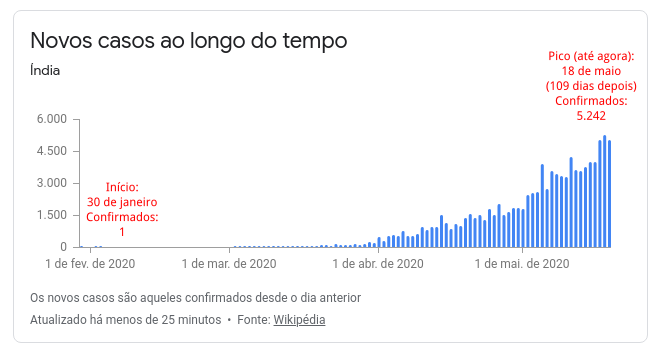 Novos casos ao longo do tempo
Índia
Pico (até agora):
18 de maio
(109 dias depois)
Confirmados:
5.242
6.000
4.500
3.000
1.500
0
Início:
30 de janeiro
Confirmados:
1
1 de fev. de 2020 1 de mar. de 2020 1 de abr. de 2020 1 de mai. de 2020
Os novos casos são aqueles confirmados desde o dia anterior
Atualizado há menos de 25 minutos • Fonte: Wikipédia